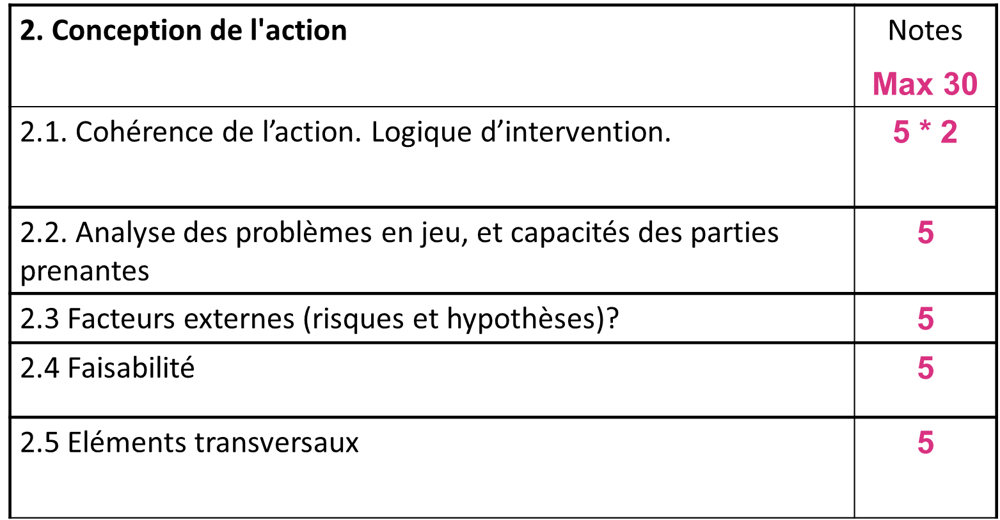 2. Conception de l'action
Notes
Max 30
2.1. Cohérence de l’action. Logique d’intervention.
5 * 2
2.2. Analyse des problèmes en jeu, et capacités des parties
prenantes
5
2.3 Facteurs externes (risques et hypothèses)?
5
2.4 Faisabilité
5
2.5 Eléments transversaux
5